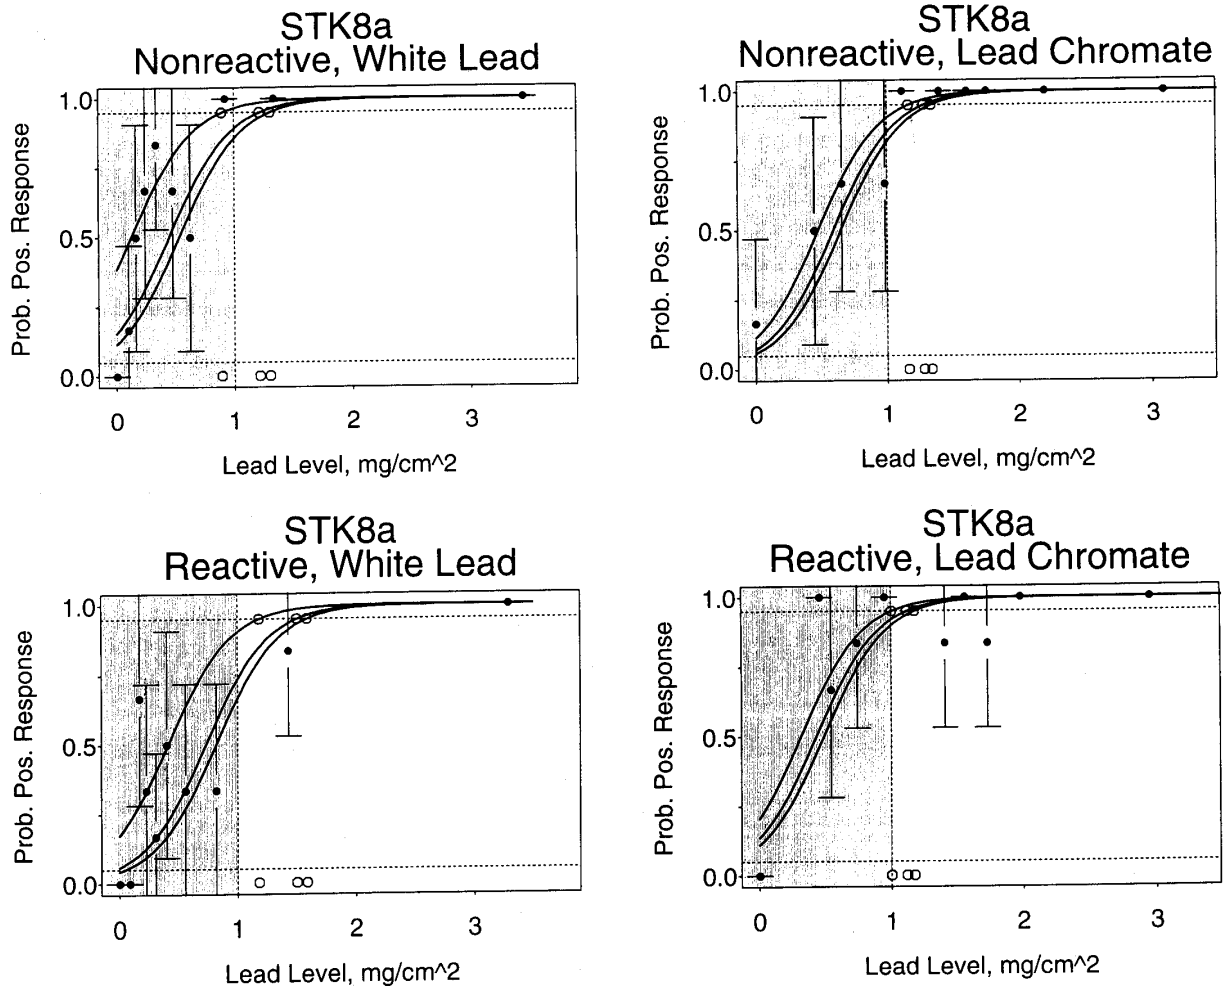 STK8a
Nonreactive, White Lead
Prob. Pos. Response
1.0
0.5
0.0
0 1 2 3
Lead Level, mg/cm^2
STK8a
Nonreactive, Lead Chromate
Prob. Pos. Response
1.0
0.5
0.0
0 1 2 3
Lead Level, mg/cm^2
STK8a
Reactive, White Lead
Prob. Pos. Response
1.0
0.5
0.0
0 1 2 3
Lead Level, mg/cm^2
STK8a
Reactive, Lead Chromate
Prob. Pos. Response
1.0
0.5
0.0
0 1 2 3
Lead Level, mg/cm^2